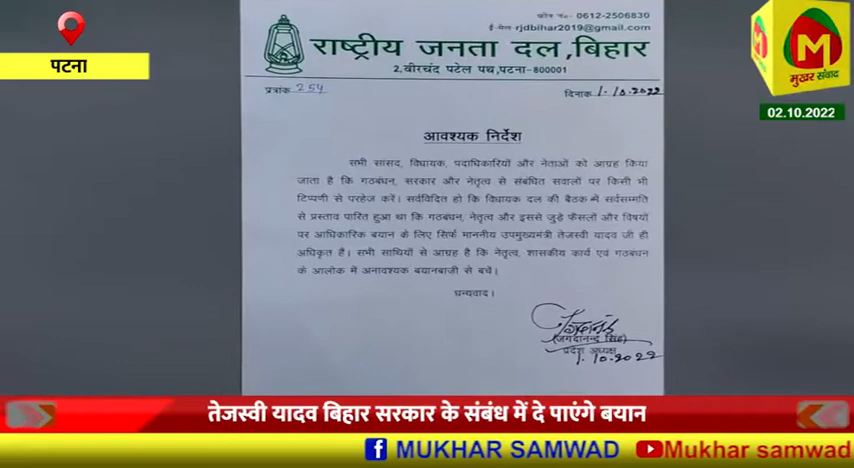 पटना
फोन नं०- 0612-2506830
ई-मेल-rjdbihar2019@gmail.com
राष्ट्रीय जनता दल,बिहार
2,वीरचंद पटेल पथ,पटना-800001
पत्रांक 254
दिनांक 1.10.2022
आवश्यक निर्देश
सभी सांसद, विधायक, पदाधिकारियों और नेताओं को आग्रह किया
जाता है कि गठबंधन, सरकार और नेतृत्व से संबंधित सवालों पर किसी भी
टिप्पणी से परहेज करें। सर्वविदित हो कि विधायक दल की बैठक में सर्वसम्मति
से प्रस्ताव पारित हुआ था कि गठबंधन, नेतृत्व और इससे जुड़े फैसलों और विषयों
पर आधिकारिक बयान के लिए सिर्फ माननीय उपमुख्यमंत्री तेजस्वी यादव जी ही
अधिकृत हैं। सभी साथियों से आग्रह है कि नेतृत्व, शासकीय कार्य एवं गठबंधन
के आलोक में अनावश्यक बयानबाजी से बचें।
धन्यवाद।
जगदानंद
(जगदानन्द सिंह)
प्रदेश अध्यक्ष
1.10.2022
M
मुखर संवाद
02.10.2022
तेजस्वी यादव बिहार सरकार के संबंध में दे पाएंगे बयान
MUKHAR SAMWAD
Mukhar samwad